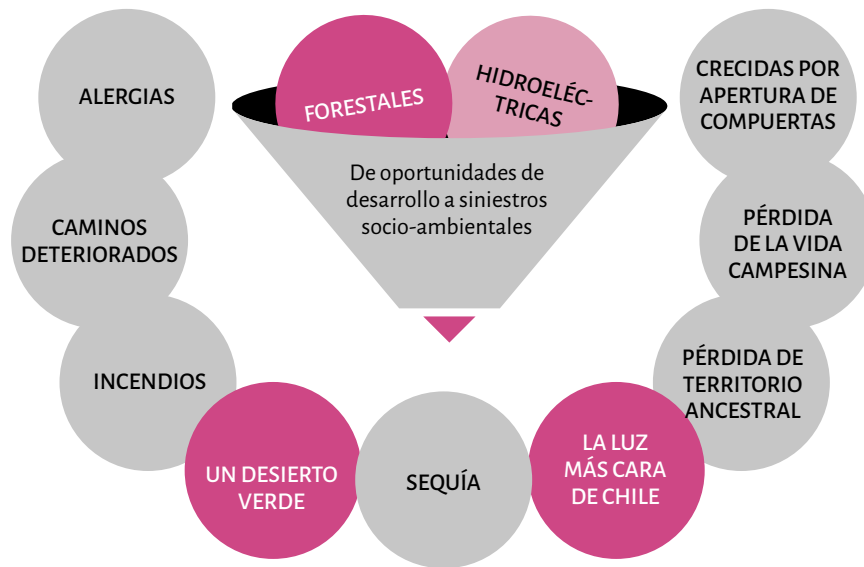 FORESTALES
HIDROELÉC-
TRICAS
De oportunidades de
desarrollo a siniestros
socio-ambientales
ALERGIAS
CAMINOS
DETERIORADOS
INCENDIOS
UN DESIERTO
VERDE
SEQUÍA
LA LUZ
MÁS CARA
DE CHILE
PÉRDIDA DE
TERRITORIO
ANCESTRAL
PÉRDIDA
DE LA VIDA
CAMPESINA
CRECIDAS POR
APERTURA DE
COMPUERTAS